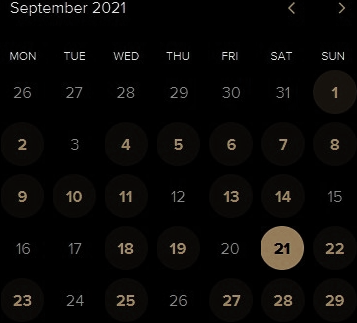 September 2021
MON TUE WED THU FRI SAT SUN
26 27 28 29 30 31 1
2 3 4 5 6 7 8
9 10 11 12 13 14 15
16 17 18 19 20 21 22
23 24 25 26 27 28 29